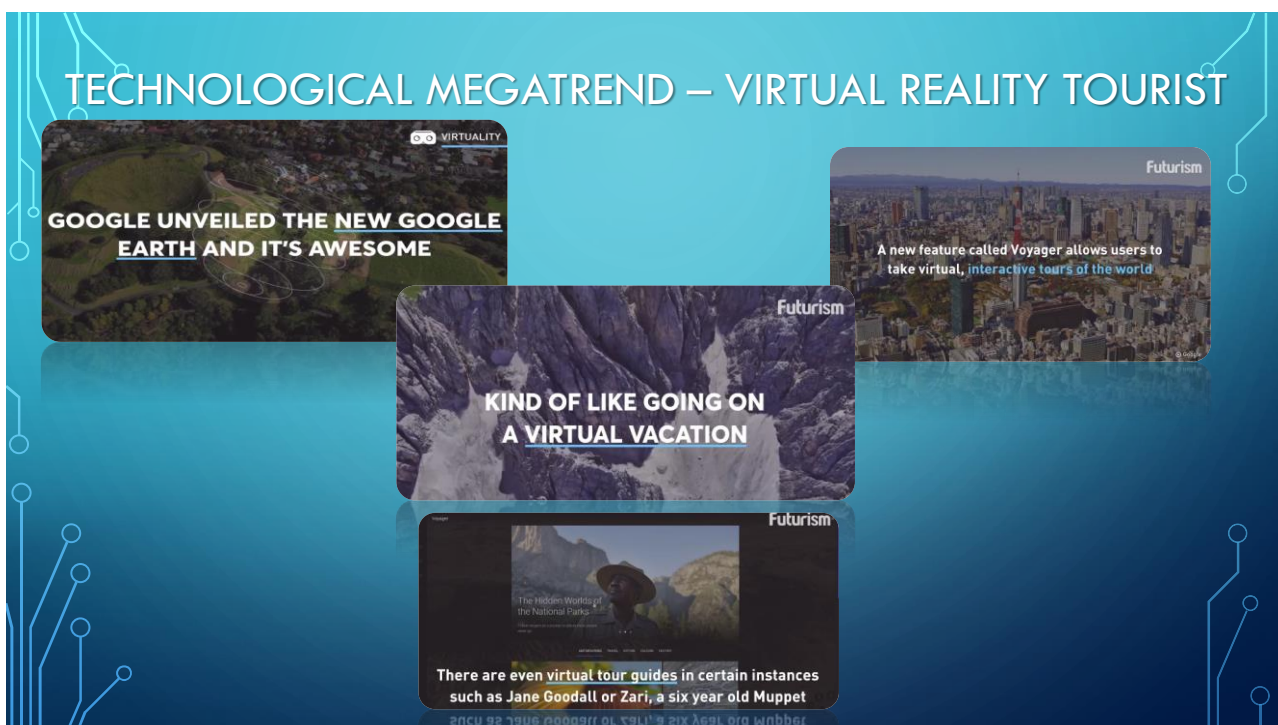 TECHNOLOGICAL MEGATREND – VIRTUAL REALITY TOURIST
VIRTUALITY
GOOGLE UNVEILED THE NEW GOOGLE
EARTH AND IT'S AWESOME
Futurism
A new feature called Voyager allows users to
take virtual, interactive tours of the world
Google
Futurism
KIND OF LIKE GOING ON
A VIRTUAL VACATION
Voyager
Futurism
The Hidden Worlds of
the National Parks
There are even virtual tour guides in certain instances
such as Jane Goodall or Zari, a six year old Muppet